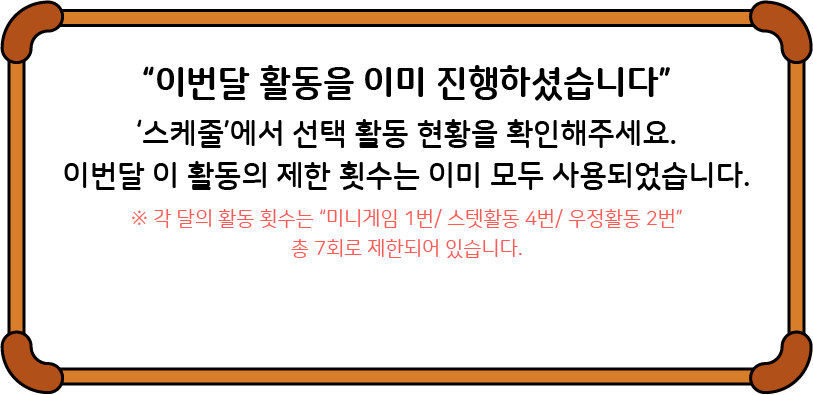 “이번달 활동을 이미 진행하셨습니다”
‘스케줄’에서 선택 활동 현황을 확인해주세요.
이번달 이 활동의 제한 횟수는 이미 모두 사용되었습니다.
※ 각 달의 활동 횟수는 “미니게임 1번/ 스텟활동 4번/ 우정활동 2번”
총 7회로 제한되어 있습니다.